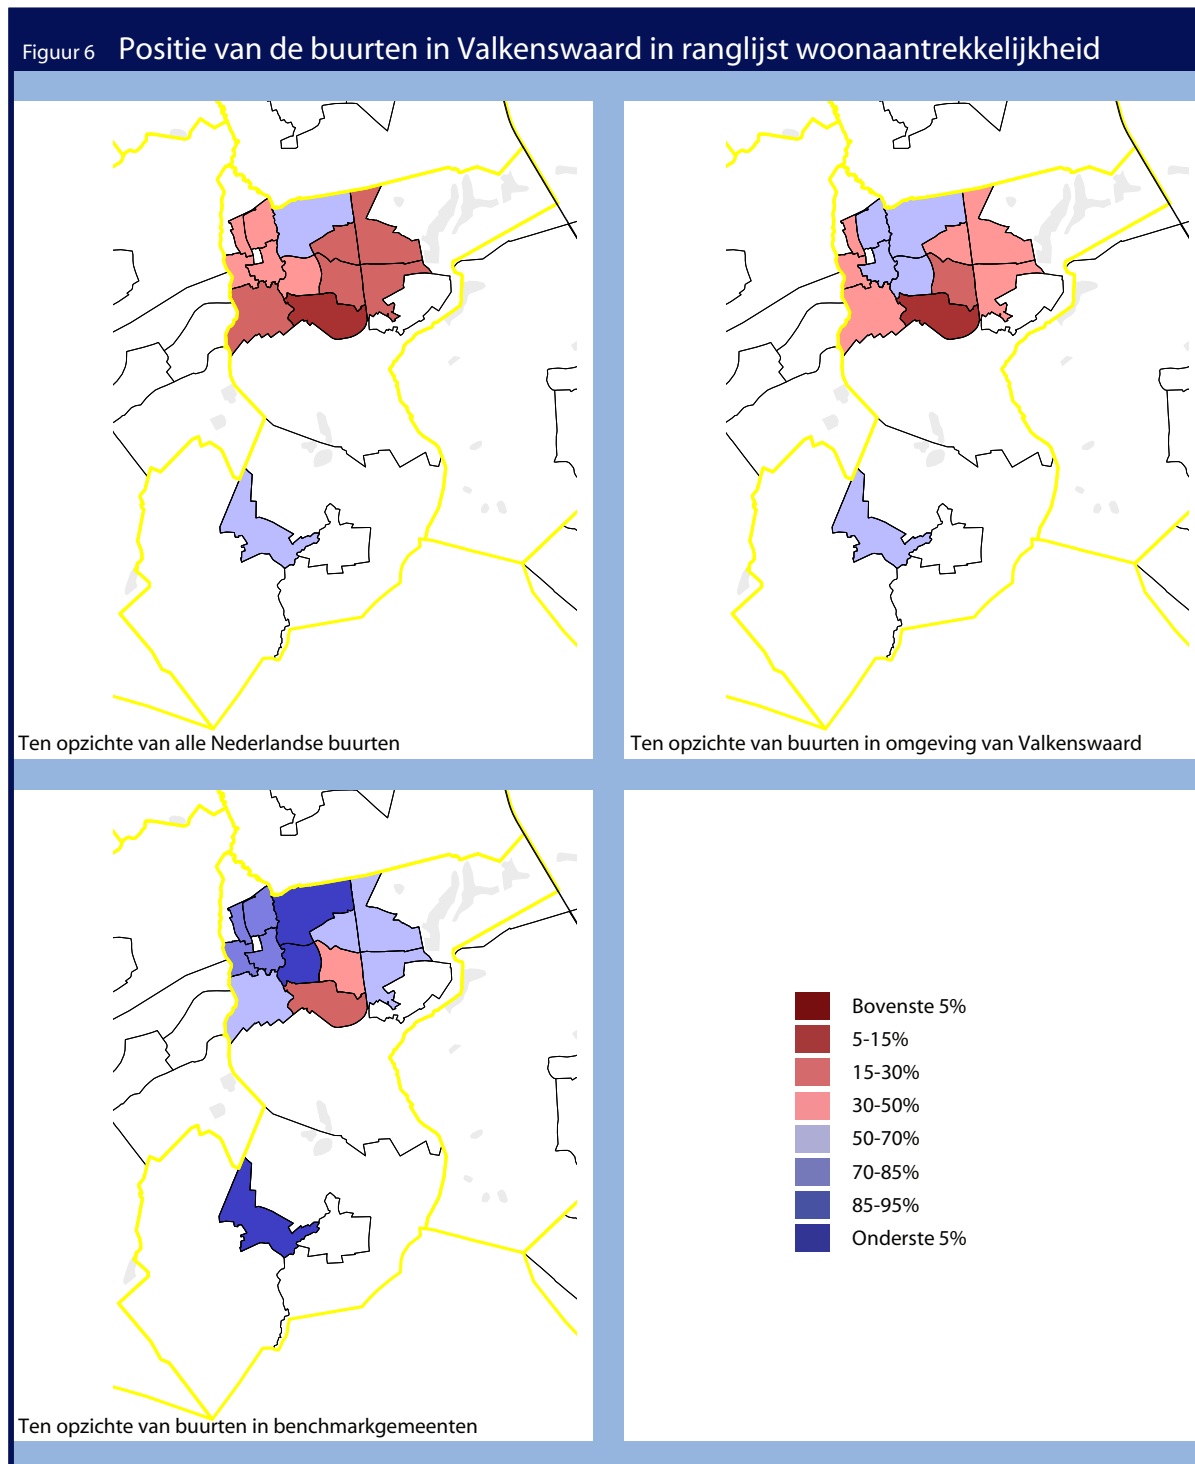 Figuur 6 Positie van de buurten in Valkenswaard in ranglijst woonaantrekkelijkheid
Ten opzichte van alle Nederlandse buurten
Ten opzichte van buurten in omgeving van Valkenswaard
Ten opzichte van buurten in benchmarkgemeenten
Bovenste 5%
5-15%
15-30%
30-50%
50-70%
70-85%
85-95%
Onderste 5%